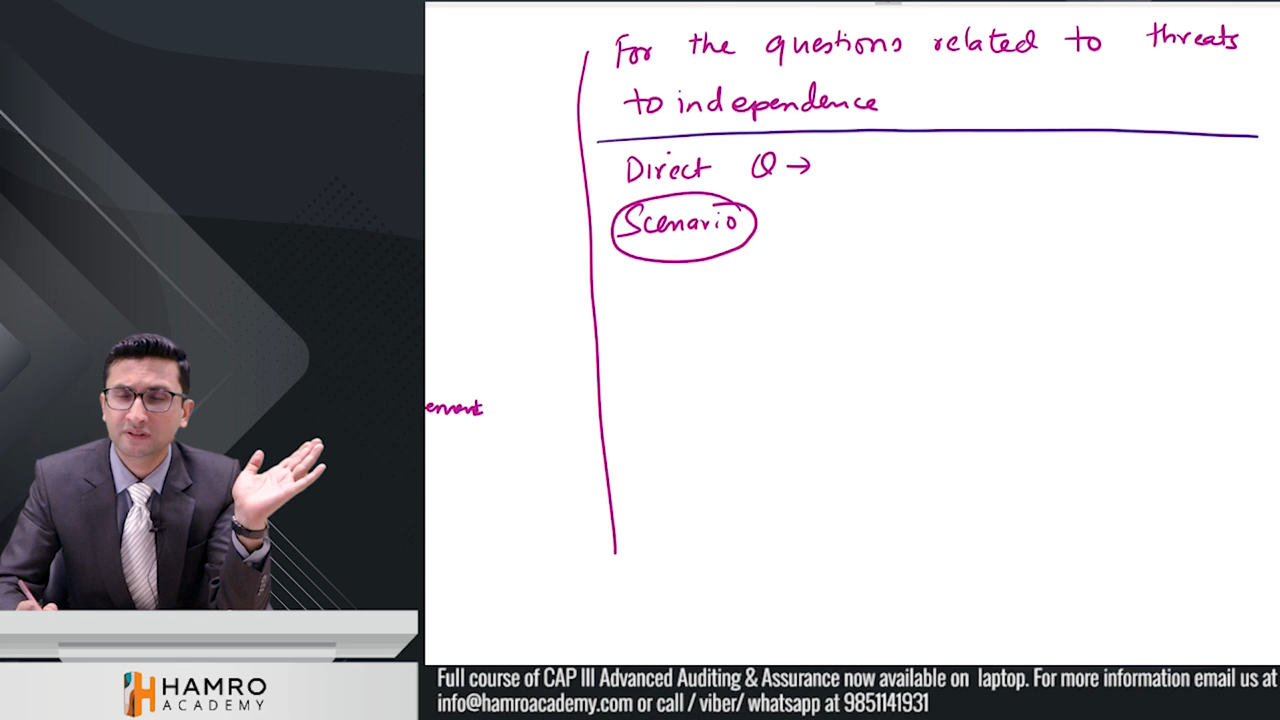 For the questions related to threats
to independence
Direct Q →
Scenario
HAMRO
ACADEMY
Full course of CAP III Advanced Auditing & Assurance now available on laptop. For more information email us at
info@hamroacademy.com or call / viber/ whatsapp at 9851141931